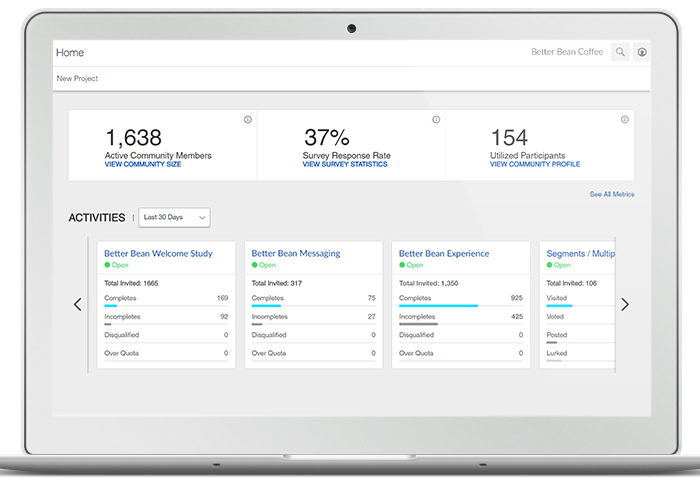 Home
Better Bean Coffee
New Project
1,638
Active Community Members
VIEW COMMUNITY SIZE
37%
Survey Response Rate
VIEW SURVEY STATISTICS
154
Utilized Participants
VIEW COMMUNITY PROFILE
See All Metrics
ACTIVITIES | Last 30 Days
Better Bean Welcome Study
Open
Total Invited: 1665
Completes 169
Incompletes 92
Disqualified 0
Over Quota 0
Better Bean Messaging
Open
Total Invited: 317
Completes 75
Incompletes 27
Disqualified 0
Over Quota 0
Better Bean Experience
Open
Total Invited: 1,350
Completes 925
Incompletes 425
Disqualified 0
Over Quota 0
Segments / Multip
Open
Total Invited: 106
Visited
Voted
Posted
Lurked